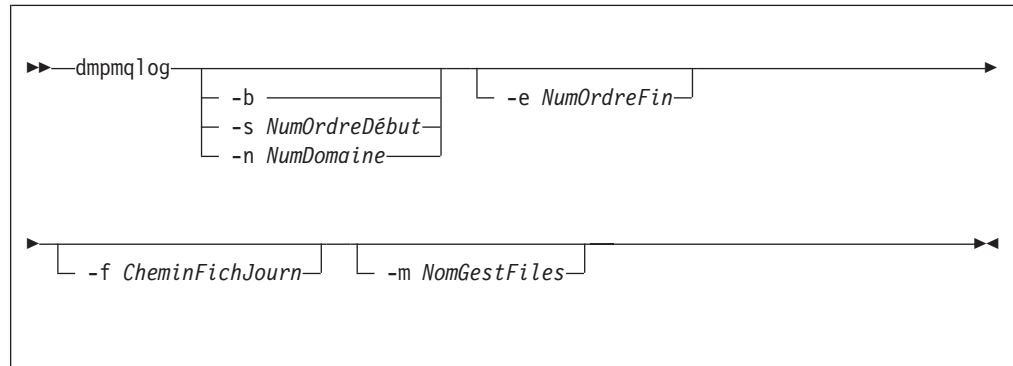 dmpmqlog
-b
-s NumOrdreDébut
-n NumDomaine
-e NumOrdreFin
-f CheminFichJourn
-m NomGestFiles